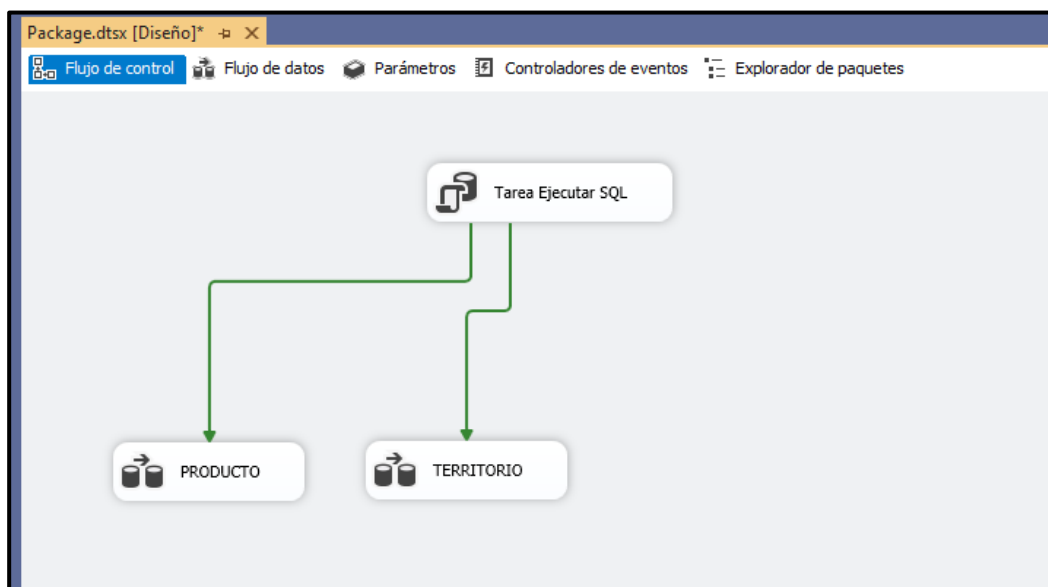 Package.dtsx [Diseño]*
Flujo de control Flujo de datos Parámetros Controladores de eventos Explorador de paquetes
Tarea Ejecutar SQL
PRODUCTO TERRITORIO